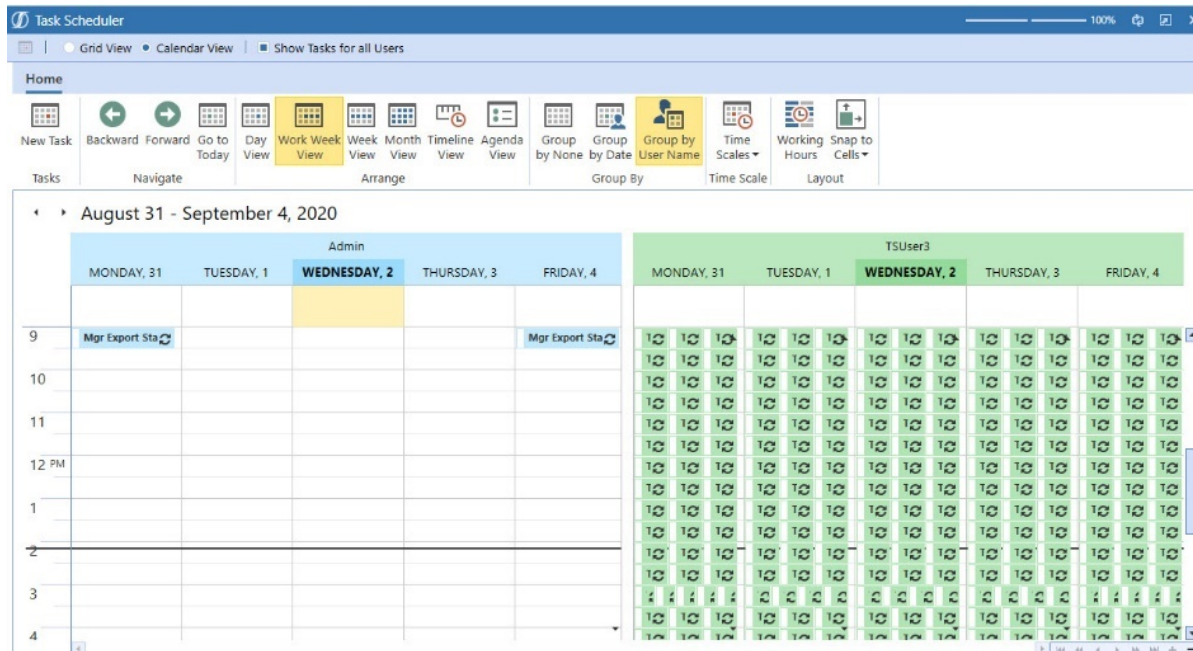 Task Scheduler 100%
Grid View Calendar View Show Tasks for all Users
Home
New Task Backward Forward Go to Today Day View Work Week View Week View Month View Timeline View Agenda View Group by None Group by Date Group by User Name Time Scales Working Hours Snap to Cells
Tasks Navigate Arrange Group By Time Scale Layout
August 31 - September 4, 2020
Admin TSUser3
MONDAY, 31 TUESDAY, 1 WEDNESDAY, 2 THURSDAY, 3 FRIDAY, 4 MONDAY, 31 TUESDAY, 1 WEDNESDAY, 2 THURSDAY, 3 FRIDAY, 4
9 Mgr Export Sta Mgr Export Sta
10
11
12 PM
1
2
3
4